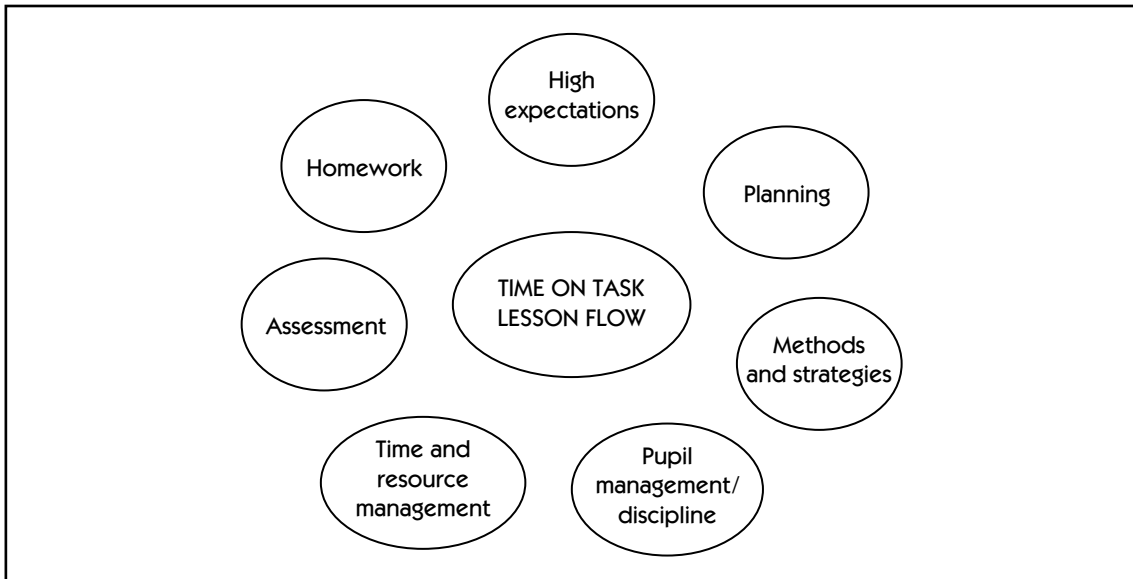 High
expectations
Homework
Planning
TIME ON TASK
LESSON FLOW
Assessment
Methods
and strategies
Time and
resource
management
Pupil
management/
discipline